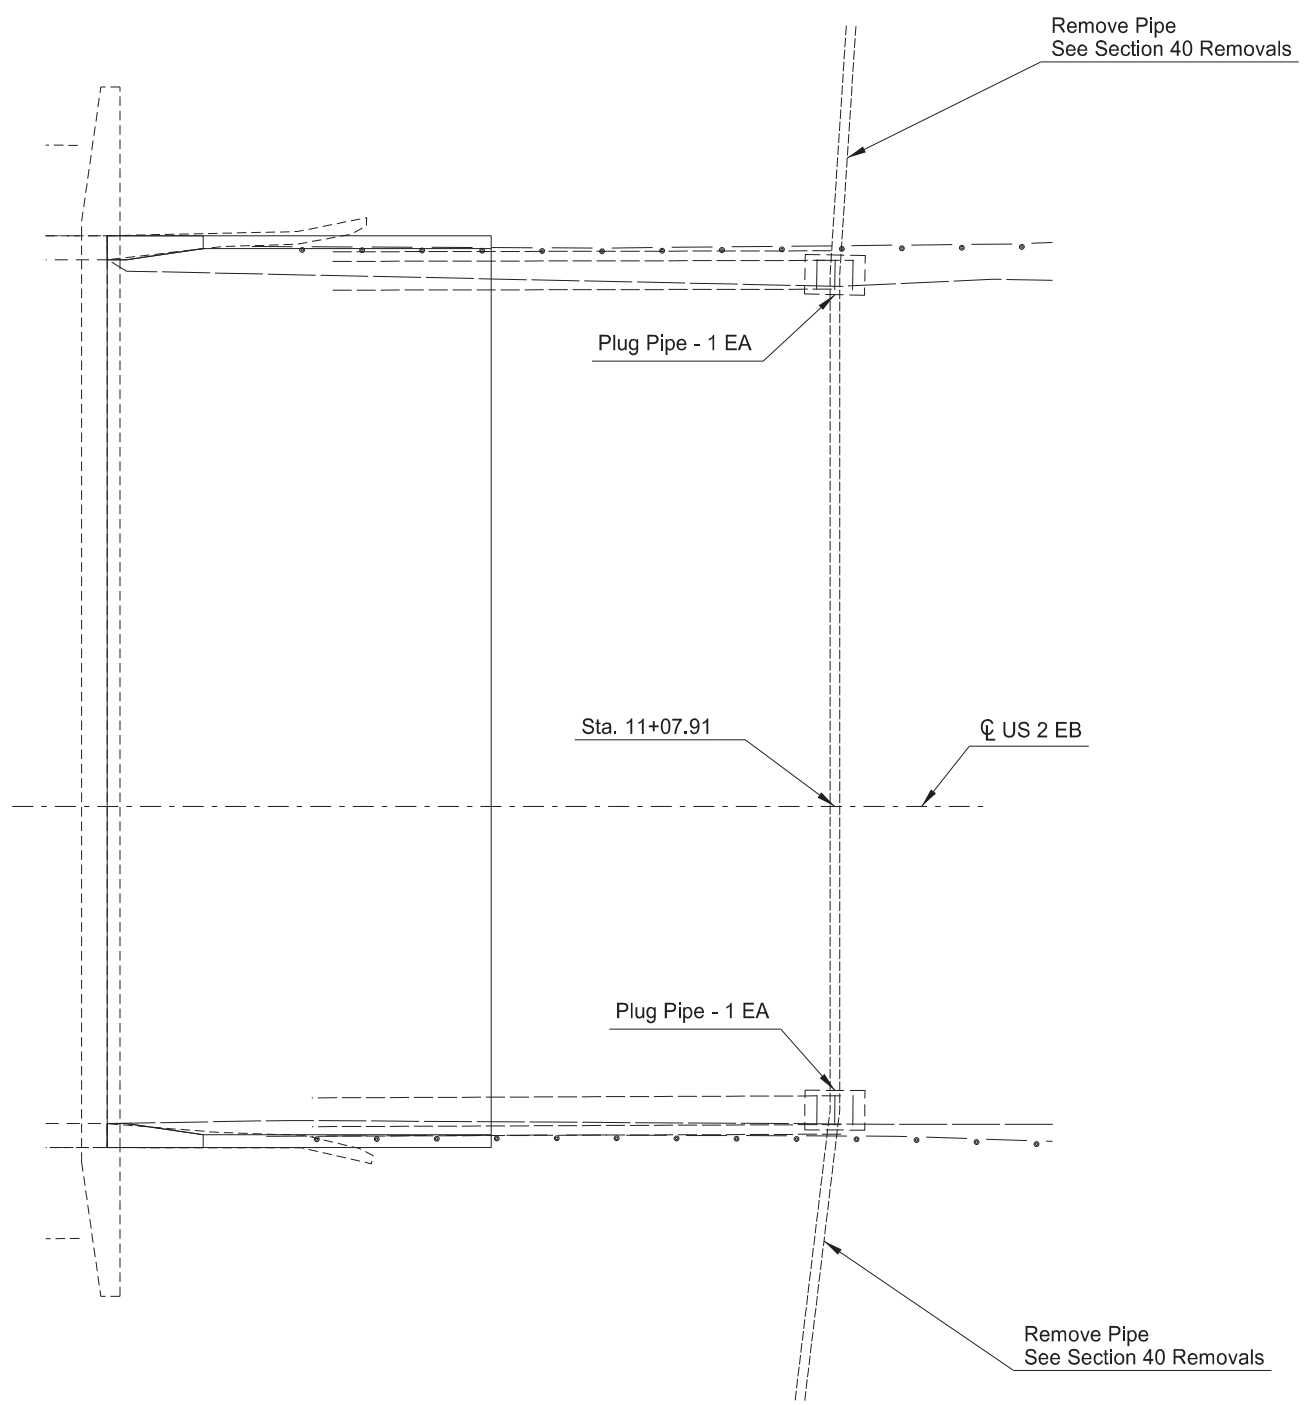 Remove Pipe
See Section 40 Removals
Plug Pipe - 1 EA
Sta. 11+07.91
℄ US 2 EB
Plug Pipe - 1 EA
Remove Pipe
See Section 40 Removals